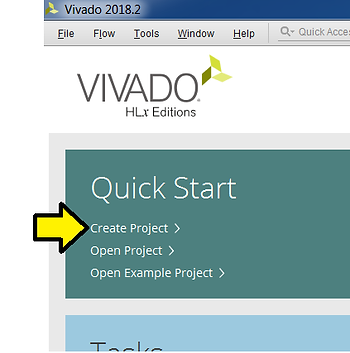 Vivado 2018.2
File Flow Tools Window Help Quick Acce
VIVADO
HLx Editions
Quick Start
Create Project >
Open Project >
Open Example Project >
Tasks